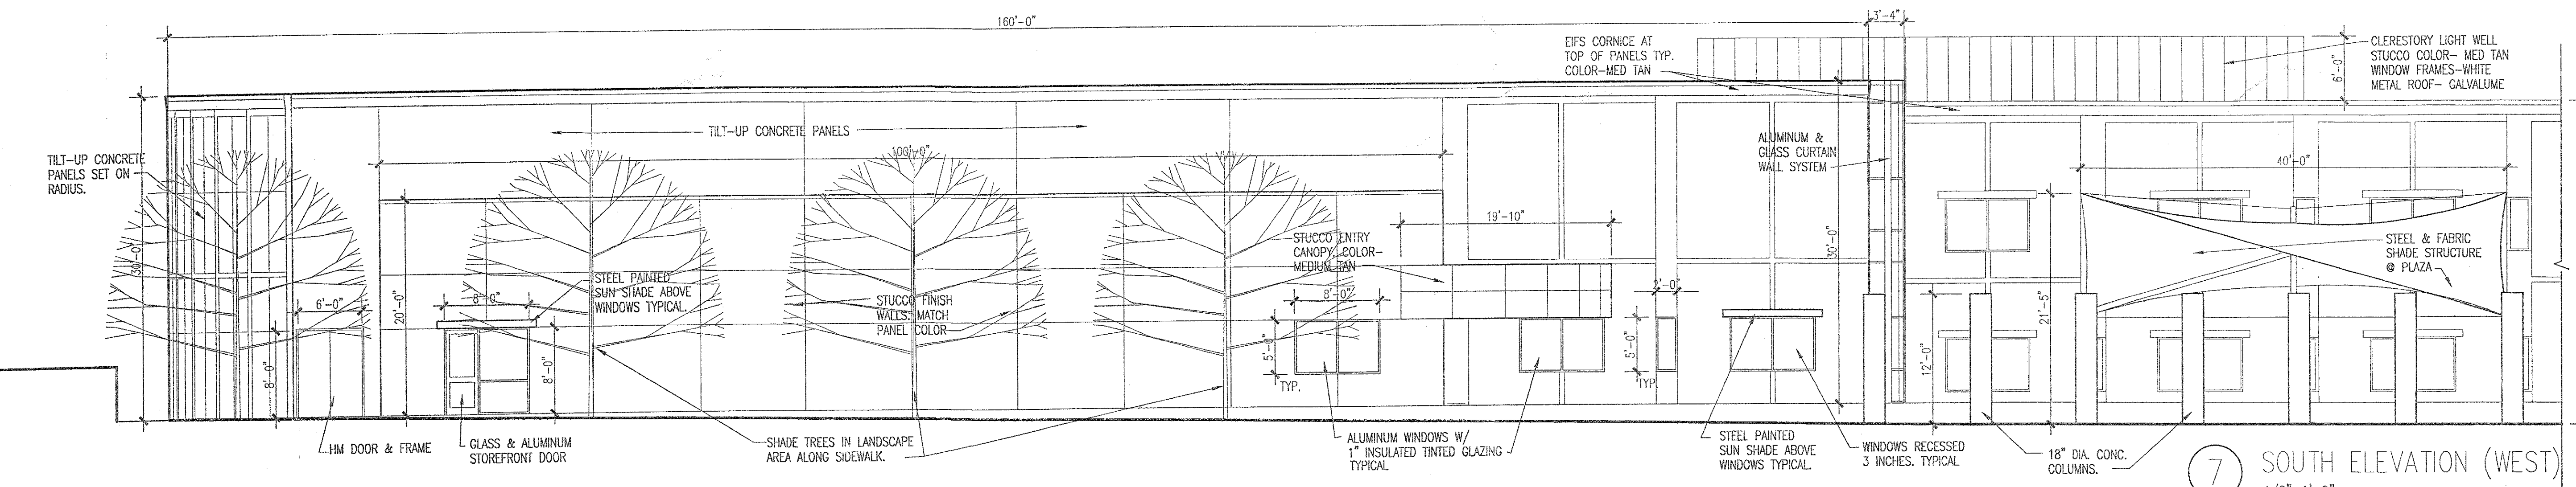 160'-0"
3'-4"
EIFS CORNICE AT
TOP OF PANELS TYP.
COLOR-MED TAN
CLERESTORY LIGHT WELL
STUCCO COLOR- MED TAN
WINDOW FRAMES-WHITE
METAL ROOF- GALVALUME
6'-0"
TILT-UP CONCRETE PANELS
100'-0"
ALUMINUM &
GLASS CURTAIN
WALL SYSTEM
TILT-UP CONCRETE
PANELS SET ON
RADIUS.
40'-0"
19'-10"
STUCCO ENTRY
CANOPY, COLOR-
MEDIUM TAN
STEEL & FABRIC
SHADE STRUCTURE
@ PLAZA
30'-0"
30'-0"
20'-0"
21'-5"
12'-0"
6'-0"
8'-0"
STEEL PAINTED
SUN SHADE ABOVE
WINDOWS TYPICAL.
STUCCO FINISH
WALLS. MATCH
PANEL COLOR
8'-0"
2'-0"
8'-0"
8'-0"
5'-0"
TYP.
5'-0"
TYP.
HM DOOR & FRAME
GLASS & ALUMINUM
STOREFRONT DOOR
SHADE TREES IN LANDSCAPE
AREA ALONG SIDEWALK.
ALUMINUM WINDOWS W/
1" INSULATED TINTED GLAZING
TYPICAL
STEEL PAINTED
SUN SHADE ABOVE
WINDOWS TYPICAL.
WINDOWS RECESSED
3 INCHES. TYPICAL
18" DIA. CONC.
COLUMNS.
7
SOUTH ELEVATION (WEST)